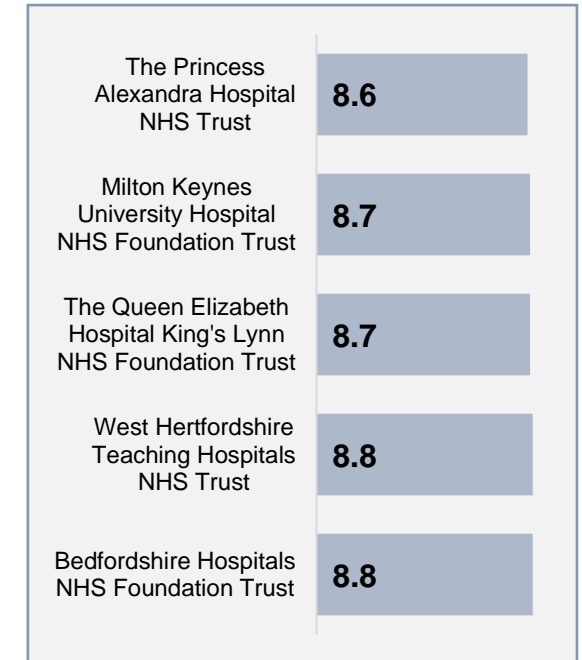 The Princess
Alexandra Hospital
NHS Trust
8.6
Milton Keynes
University Hospital
NHS Foundation Trust
8.7
The Queen Elizabeth
Hospital King's Lynn
NHS Foundation Trust
8.7
West Hertfordshire
Teaching Hospitals
NHS Trust
8.8
Bedfordshire Hospitals
NHS Foundation Trust
8.8